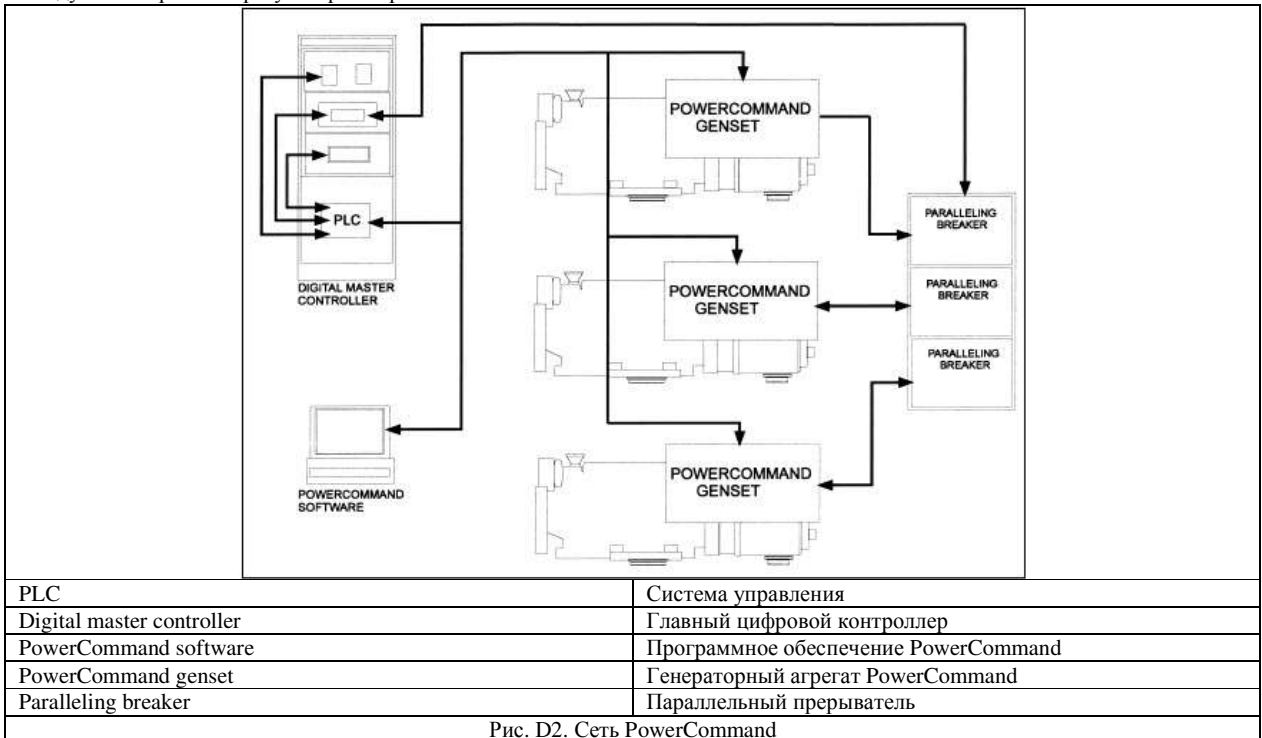 POWERCOMMAND
GENSET
PLC
DIGITAL MASTER
CONTROLLER
PARALLELING
BREAKER
POWERCOMMAND
GENSET
PARALLELING
BREAKER
PARALLELING
BREAKER
POWERCOMMAND
GENSET
POWERCOMMAND
SOFTWARE
PLC Система управления
Digital master controller Главный цифровой контроллер
PowerCommand software Программное обеспечение PowerCommand
PowerCommand genset Генераторный агрегат PowerCommand
Paralleling breaker Параллельный прерыватель
Рис. D2. Сеть PowerCommand